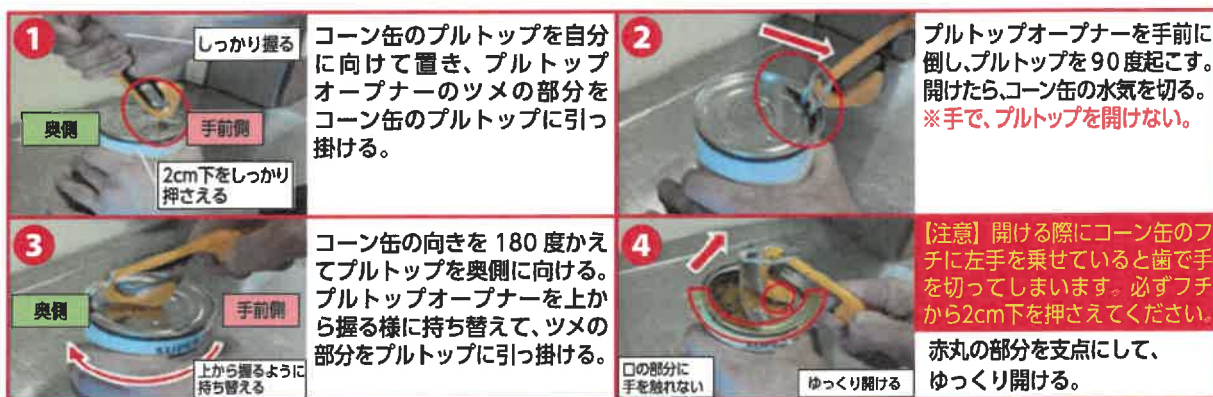 1
しっかり握る
奥側
手前側
2cm下をしっかり
押さえる
コーン缶のプルトップを自分
に向けて置き、プルトップ
オープナーのツメの部分を
コーン缶のプルトップに引っ
掛ける。
2
プルトップオープナーを手前に
倒し、プルトップを90度起こす。
開けたら、コーン缶の水気を切る。
※手で、プルトップを開けない。
3
奥側
手前側
上から握るように
持ち替える
コーン缶の向きを 180 度かえ
てプルトップを奥側に向ける。
プルトップオープナーを上か
ら握る様に持ち替えて、ツメの
部分をプルトップに引っ掛ける。
4
口の部分に
手を触れない
ゆっくり開ける
【注意】開ける際にコーン缶のフ
チに左手を乗せていると歯で手
を切ってしまいます。必ずフチ
から2cm下を押さえてください。
赤丸の部分を支点にして、
ゆっくり開ける。